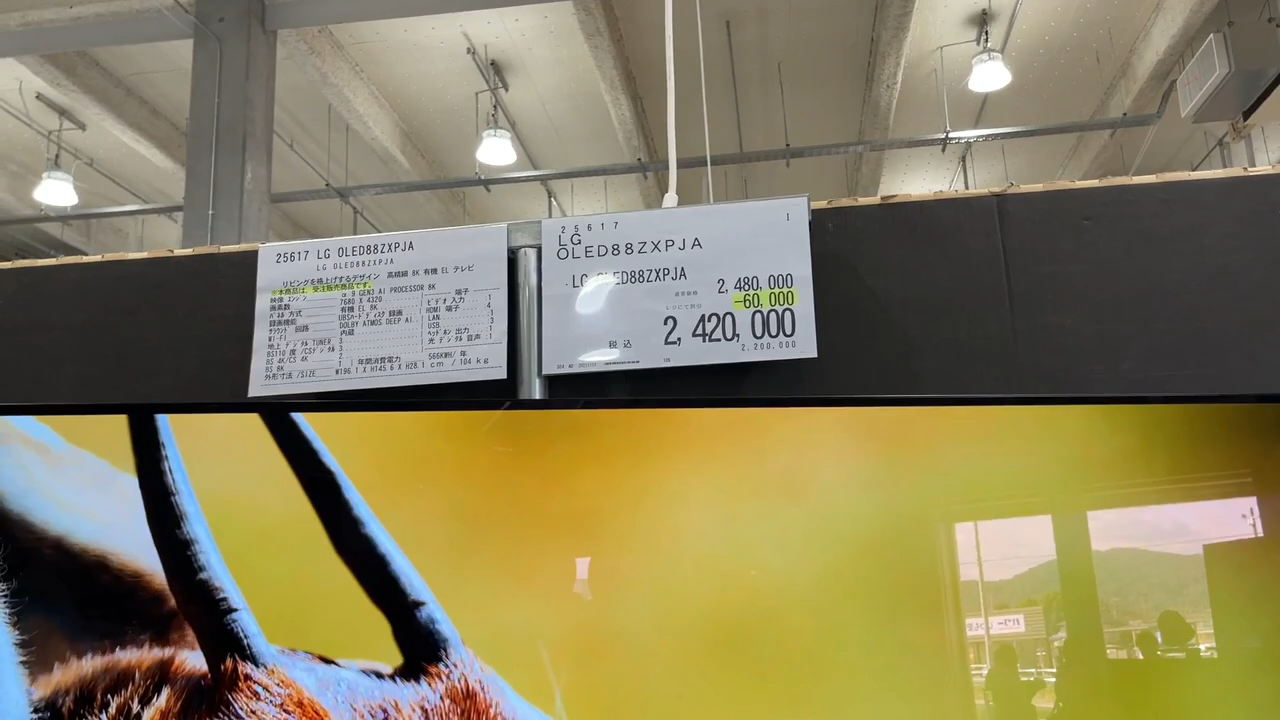 25617 LG OLED88ZXPJA
LG OLED88ZXPJA
リビングを格上げするデザイン 高精細 8K 有機 EL テレビ
※本商品は、受注販売商品です。
映像 エンジン α 9 GEN3 AI PROCESSOR 8K
画素数 7680 X 4320
パネル 方式 有機 EL 8K
録画機能 USBハードディスク 録画
サラウンド 回路 DOLBY ATMOS DEEP AI..
WI-FI 内蔵
地上 デジタル TUNER 3
BS110 度 /CSデジタル 3
BS 4K/CS 4K 2
BS 8K 1
端子
ビデオ 入力 1
HDMI 端子 4
LAN 1
USB 3
ヘッドホン 出力 1
光 デジタル 音声 :1
年間消費電力 566KWH/ 年
外形寸法 /SIZE W196.1 X H145.6 X H28.1 cm / 104 kg
25617
1
LG
OLED88ZXPJA
LG OLED88ZXPJA
通常価格 2,480,000
レジにて割引 -60,000
税込 2,420,000
2,200,000